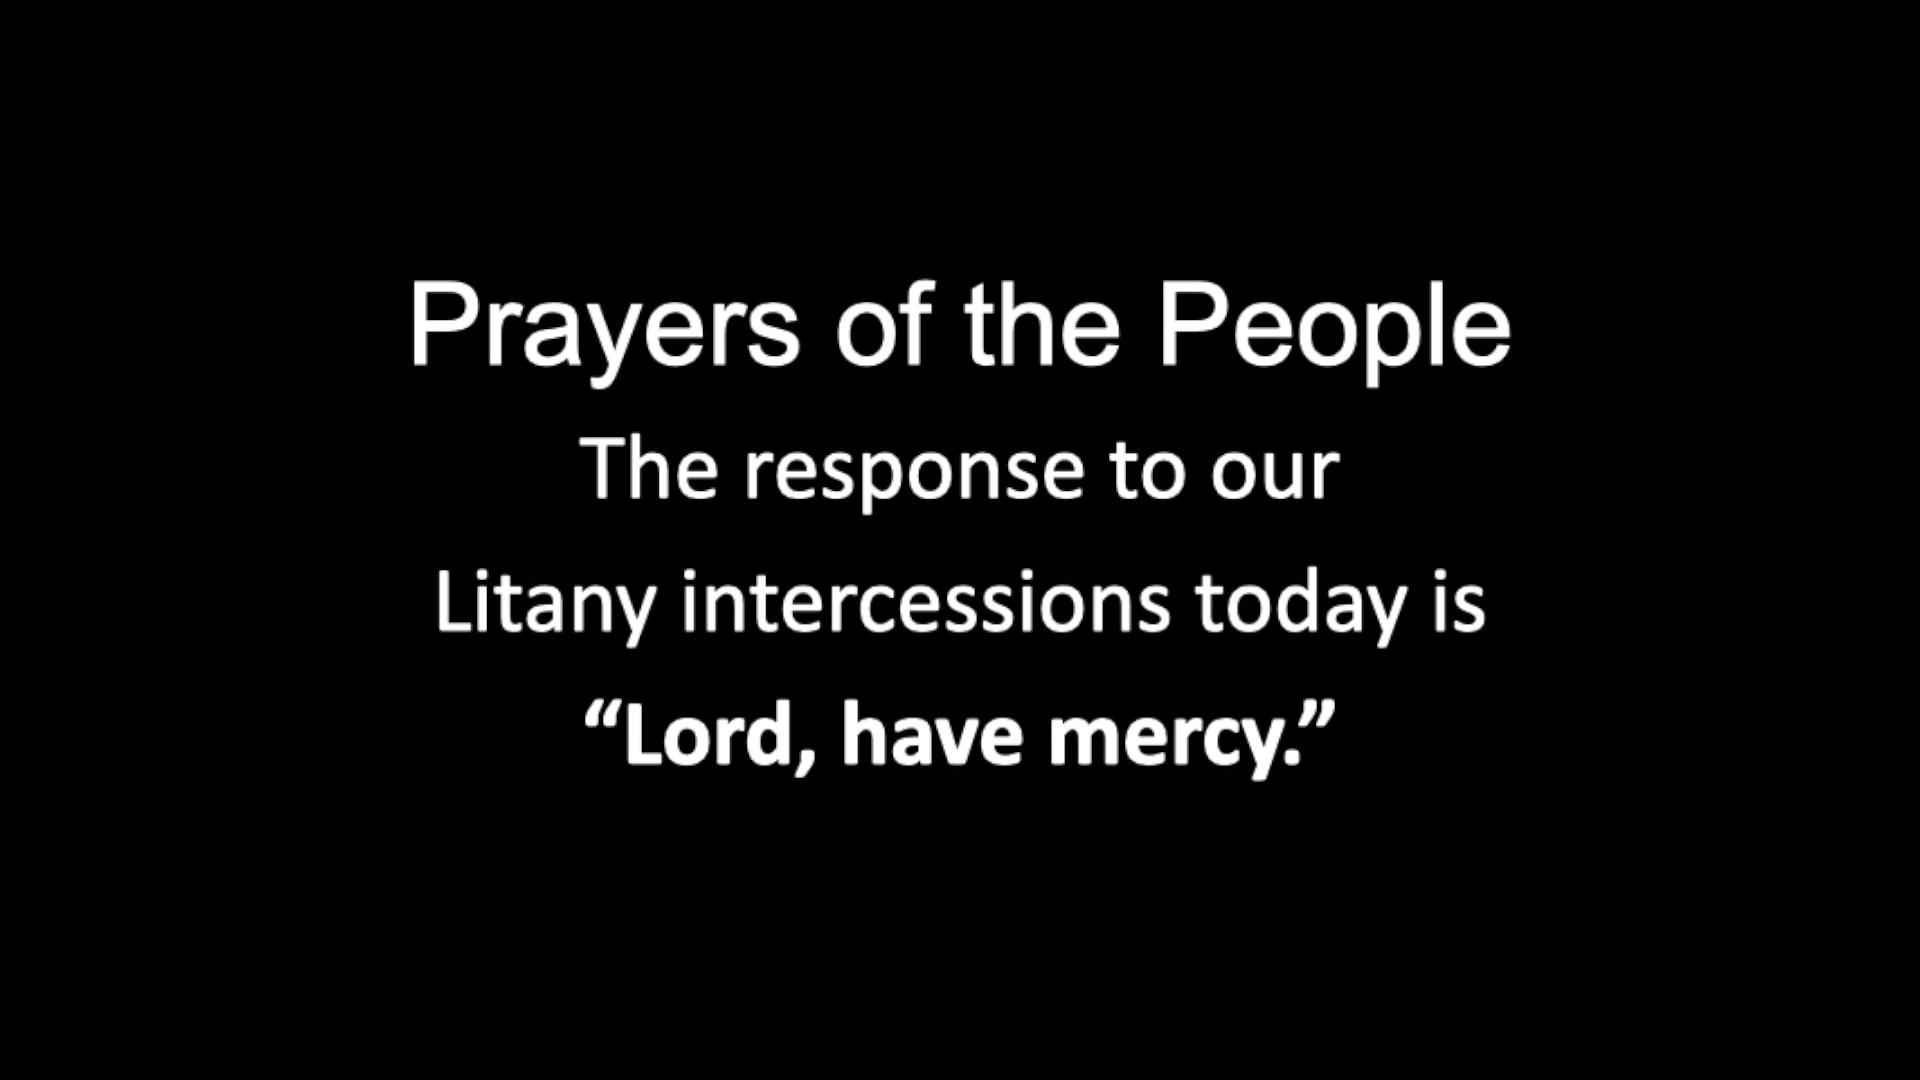 Prayers of the People
The response to our
Litany intercessions today is
“Lord, have mercy.”